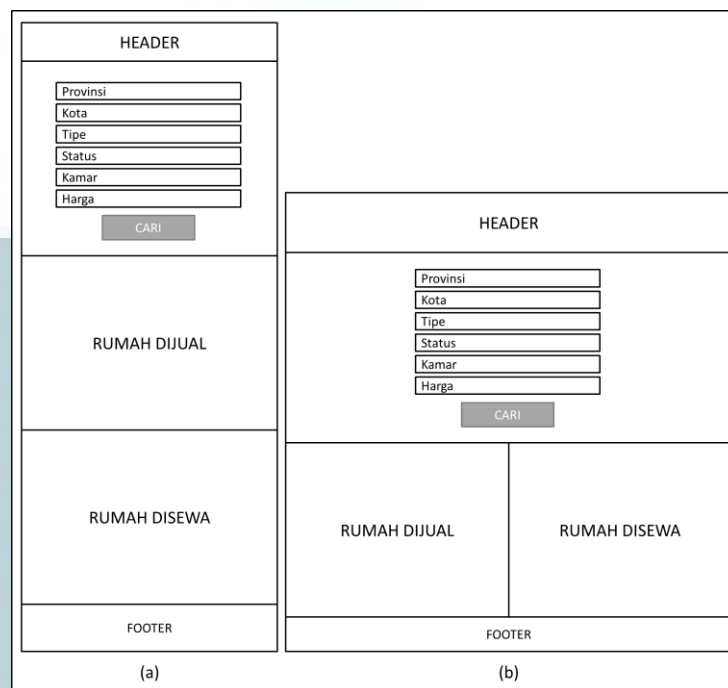 HEADER
Provinsi
Kota
Tipe
Status
Kamar
Harga
CARI
RUMAH DIJUAL
RUMAH DISEWA
FOOTER
(a)
HEADER
Provinsi
Kota
Tipe
Status
Kamar
Harga
CARI
RUMAH DIJUAL
RUMAH DISEWA
FOOTER
(b)